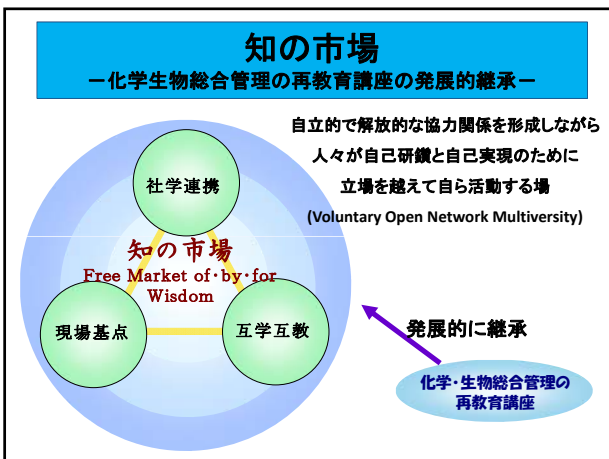 知の市場
－化学生物総合管理の再教育講座の発展的継承－
自立的で解放的な協力関係を形成しながら
人々が自己研鑽と自己実現のために
立場を越えて自ら活動する場
(Voluntary Open Network Multiversity)
社学連携
知の市場
Free Market of・by・for
Wisdom
現場基点
互学互教
発展的に継承
化学・生物総合管理の
再教育講座